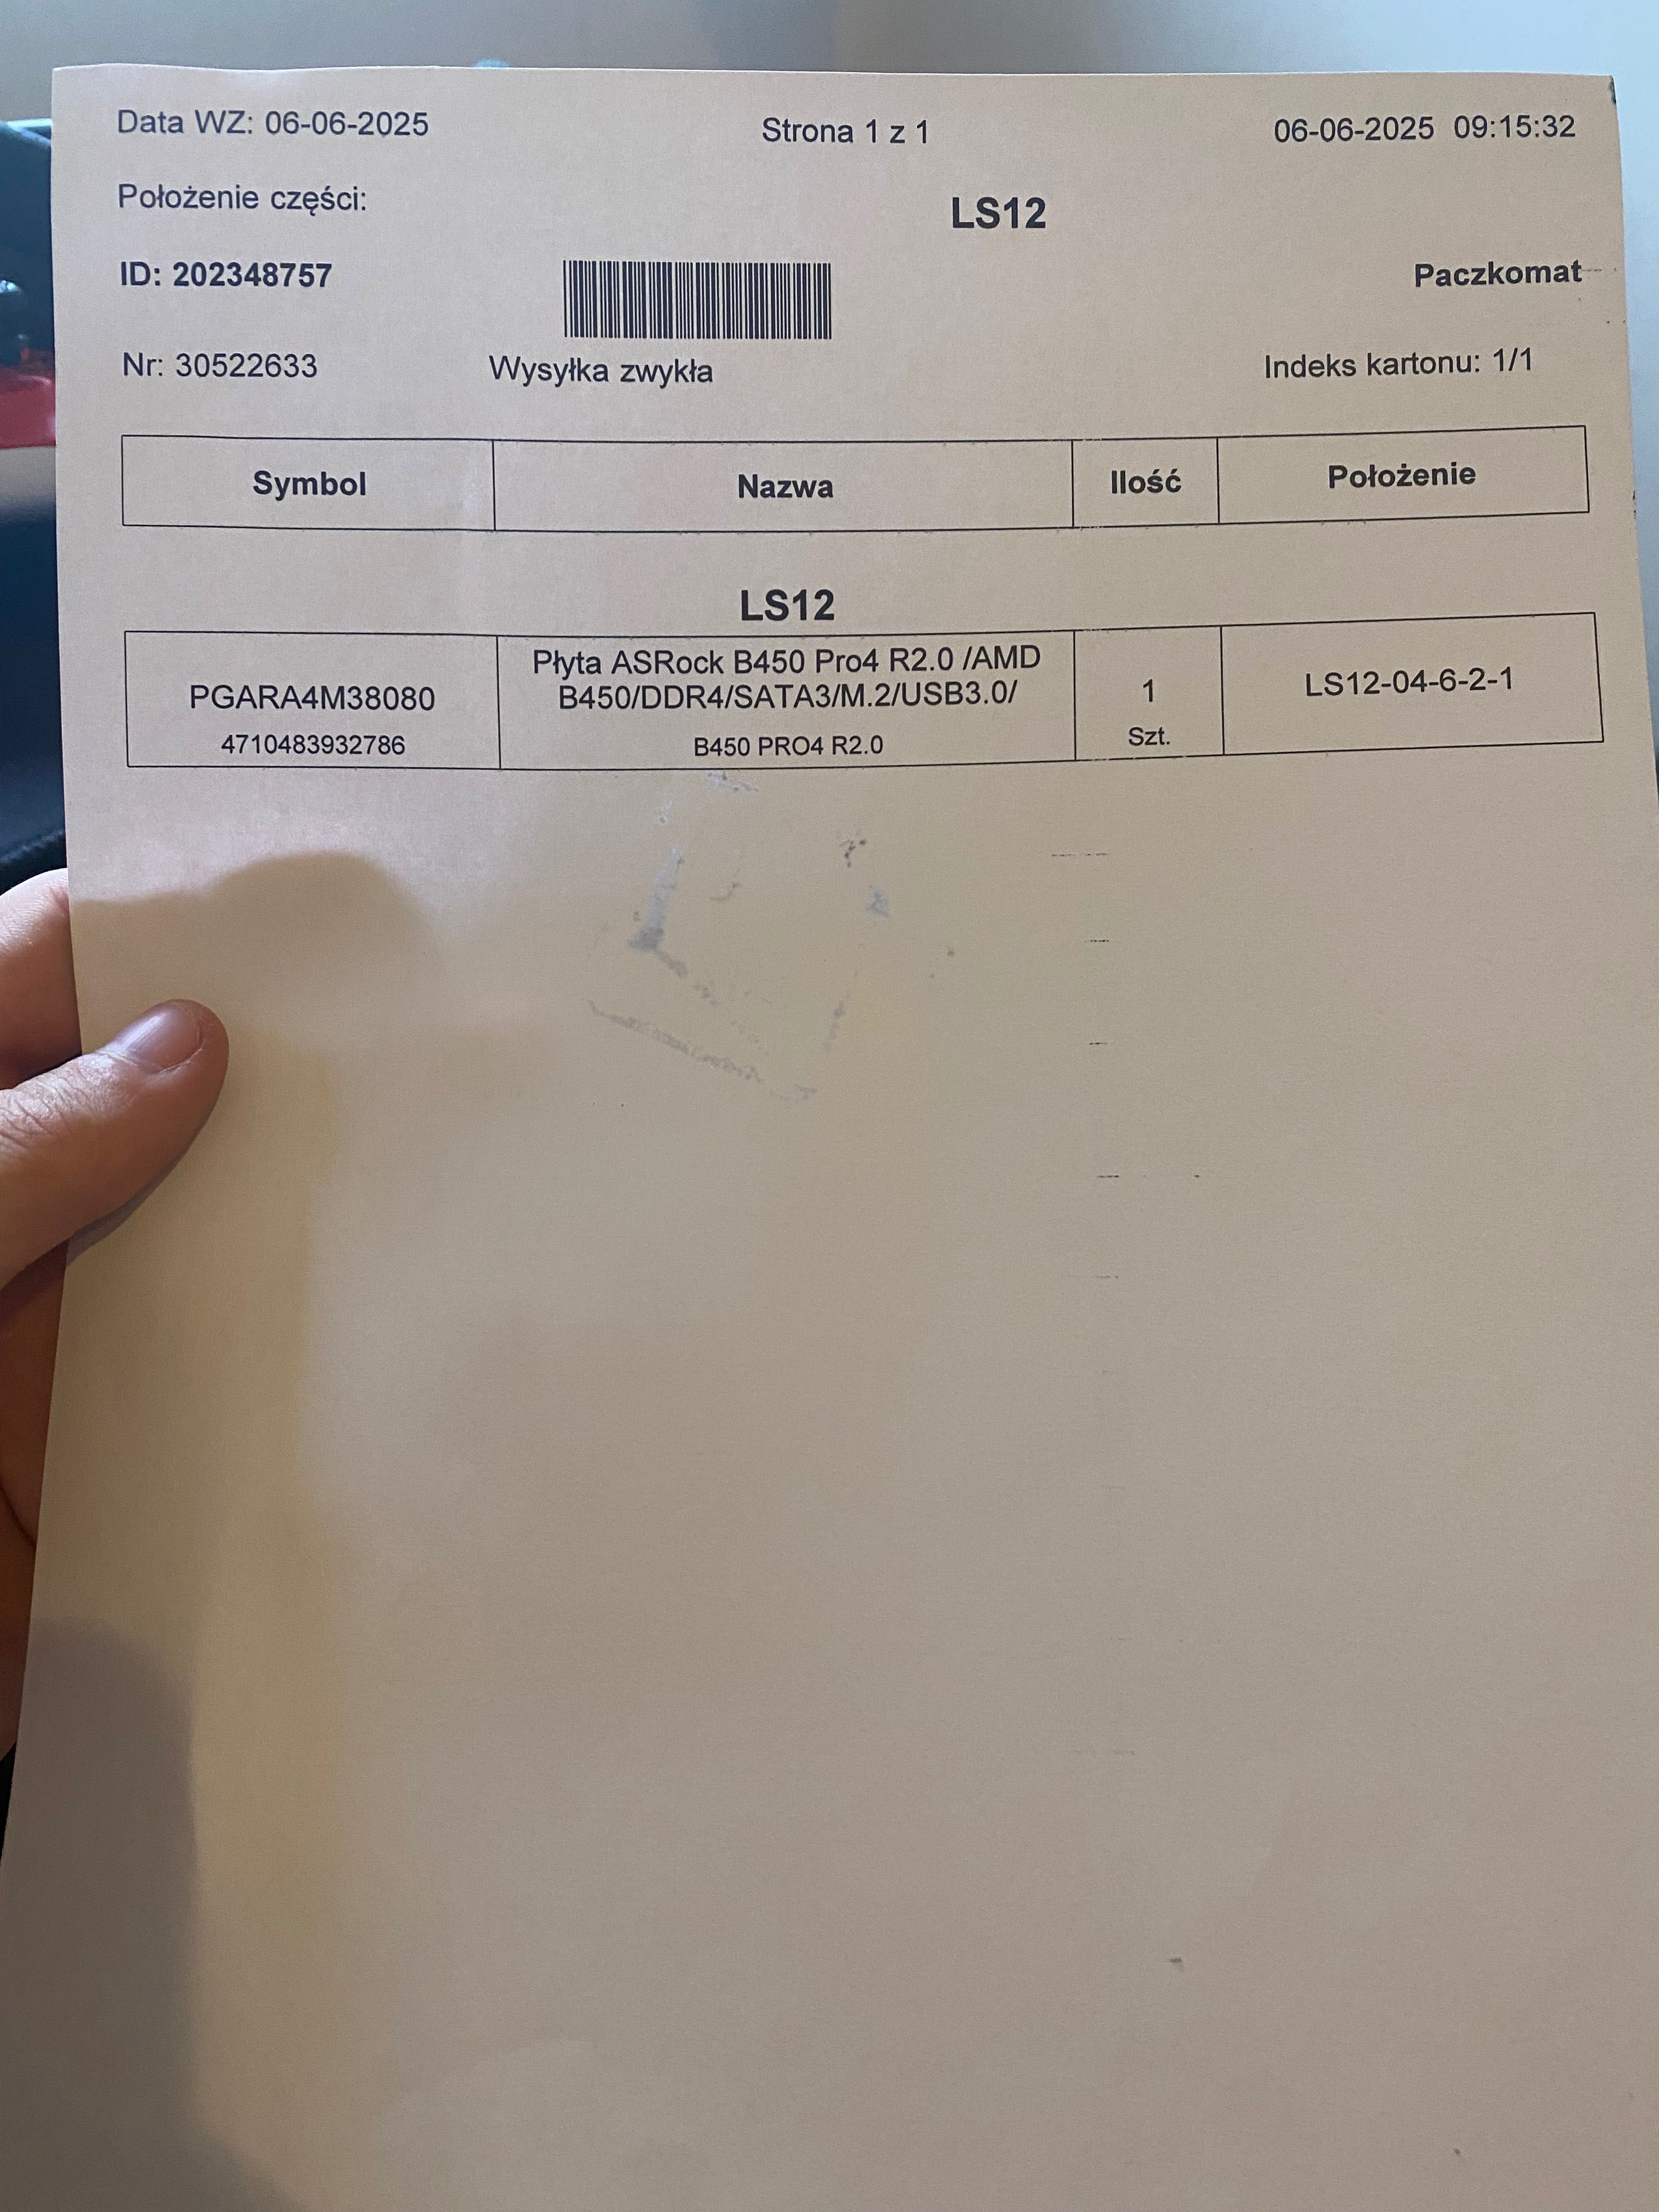 Data WZ: 06-06-2025 Strona 1 z 1 06-06-2025 09:15:32
Położenie części: LS12
ID: 202348757 Paczkomat
Nr: 30522633 Wysyłka zwykła Indeks kartonu: 1/1
Symbol Nazwa Ilość Położenie
LS12
Płyta ASRock B450 Pro4 R2.0 /AMD
PGARA4M38080 B450/DDR4/SATA3/M.2/USB3.0/ 1 LS12-04-6-2-1
4710483932786 B450 PRO4 R2.0 Szt.